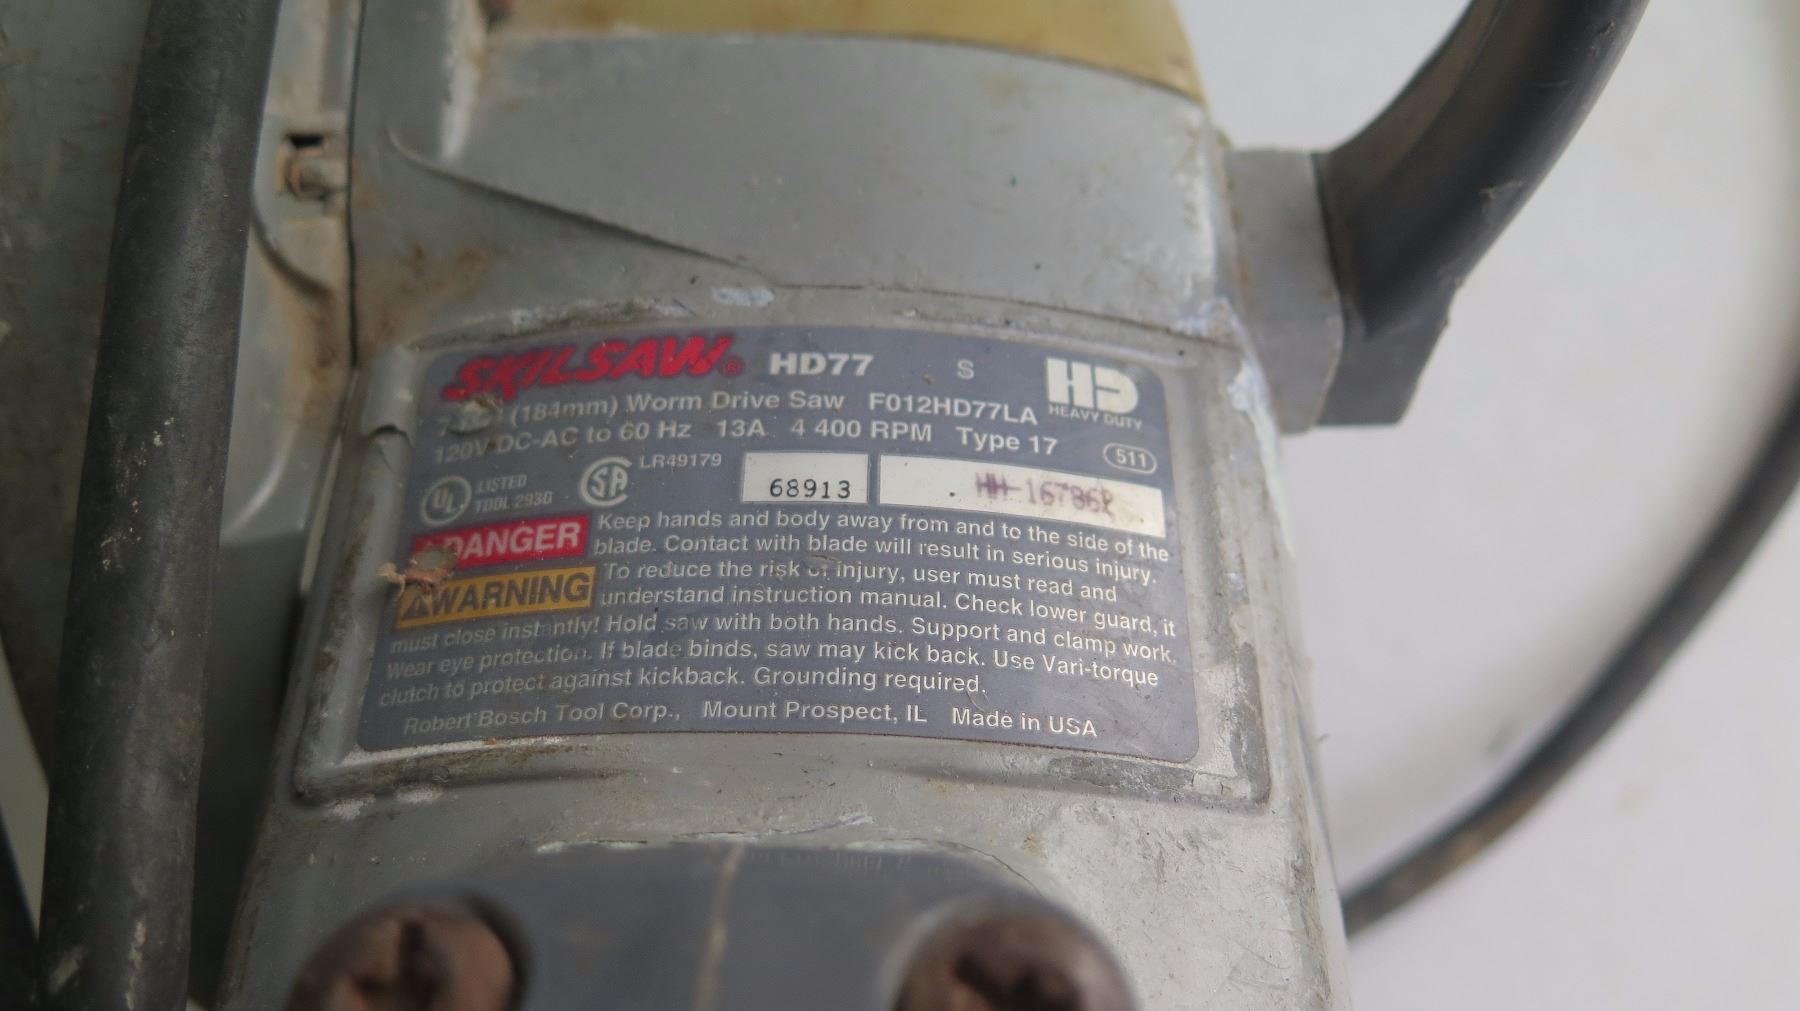 SKILSAW® HD77 S HD
(184mm) Worm Drive Saw F012HD77LA HEAVY DUTY
120V DC-AC to 60 Hz 13A 4 400 RPM Type 17
511
UL LISTED TOOL 293G SA LR49179 68913
DANGER Keep hands and body away from and to the side of the
blade. Contact with blade will result in serious injury.
WARNING To reduce the risk of injury, user must read and
understand instruction manual. Check lower guard, it
must close instantly! Hold saw with both hands. Support and clamp work.
Wear eye protection. If blade binds, saw may kick back. Use Vari-torque
clutch to protect against kickback. Grounding required.
Robert Bosch Tool Corp., Mount Prospect, IL Made in USA